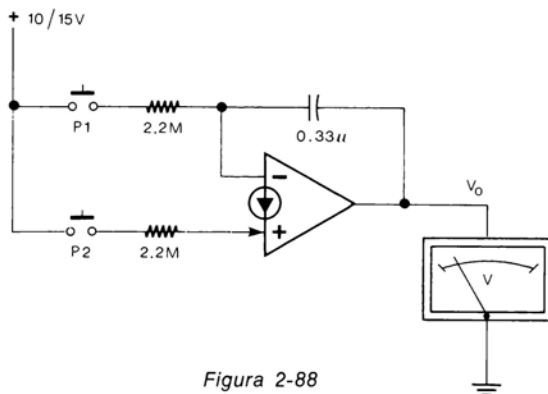 + 10/15V
P1
2,2M
0.33u
−
+
V₀
P2
2.2M
V
Figura 2-88